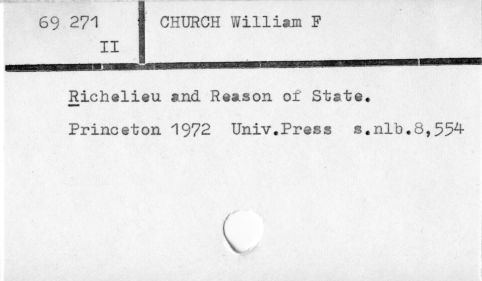 69 271 CHURCH William F
II
Richelieu and Reason of State.
Princeton 1972 Univ.Press s.nlb.8,554